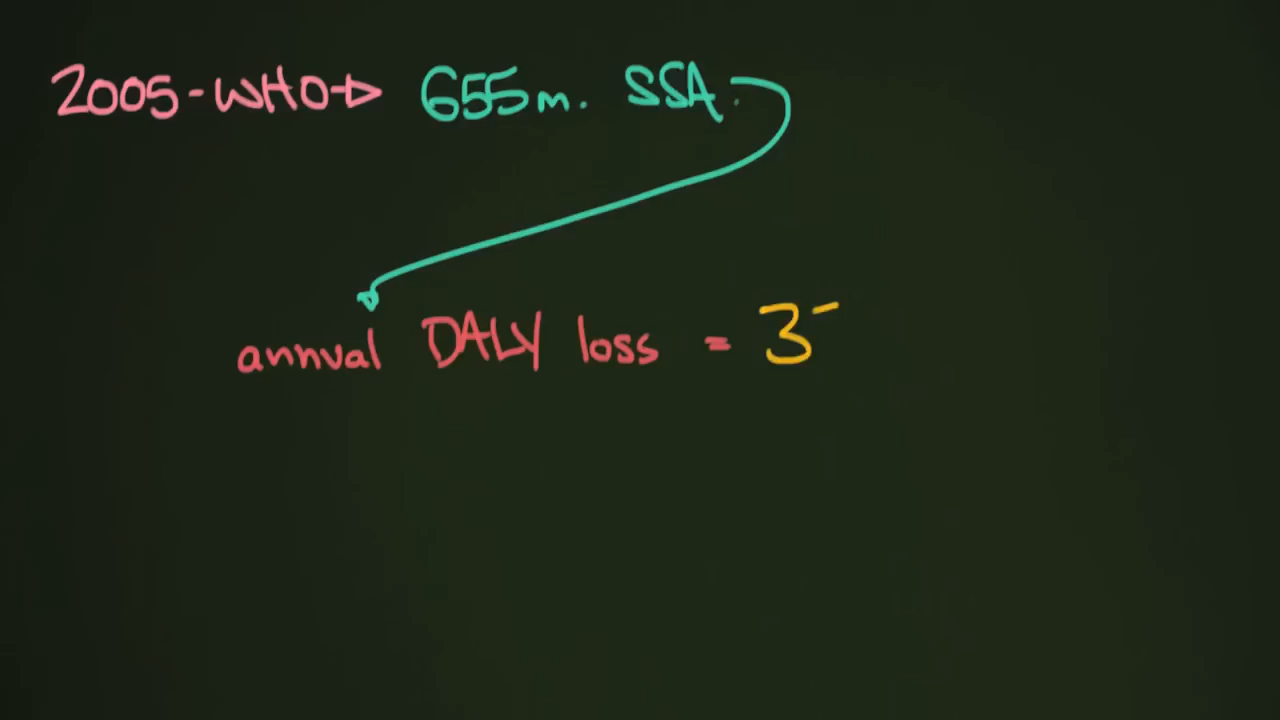 2005-WHO→ 655m. SSA.
annual DALY loss = 3